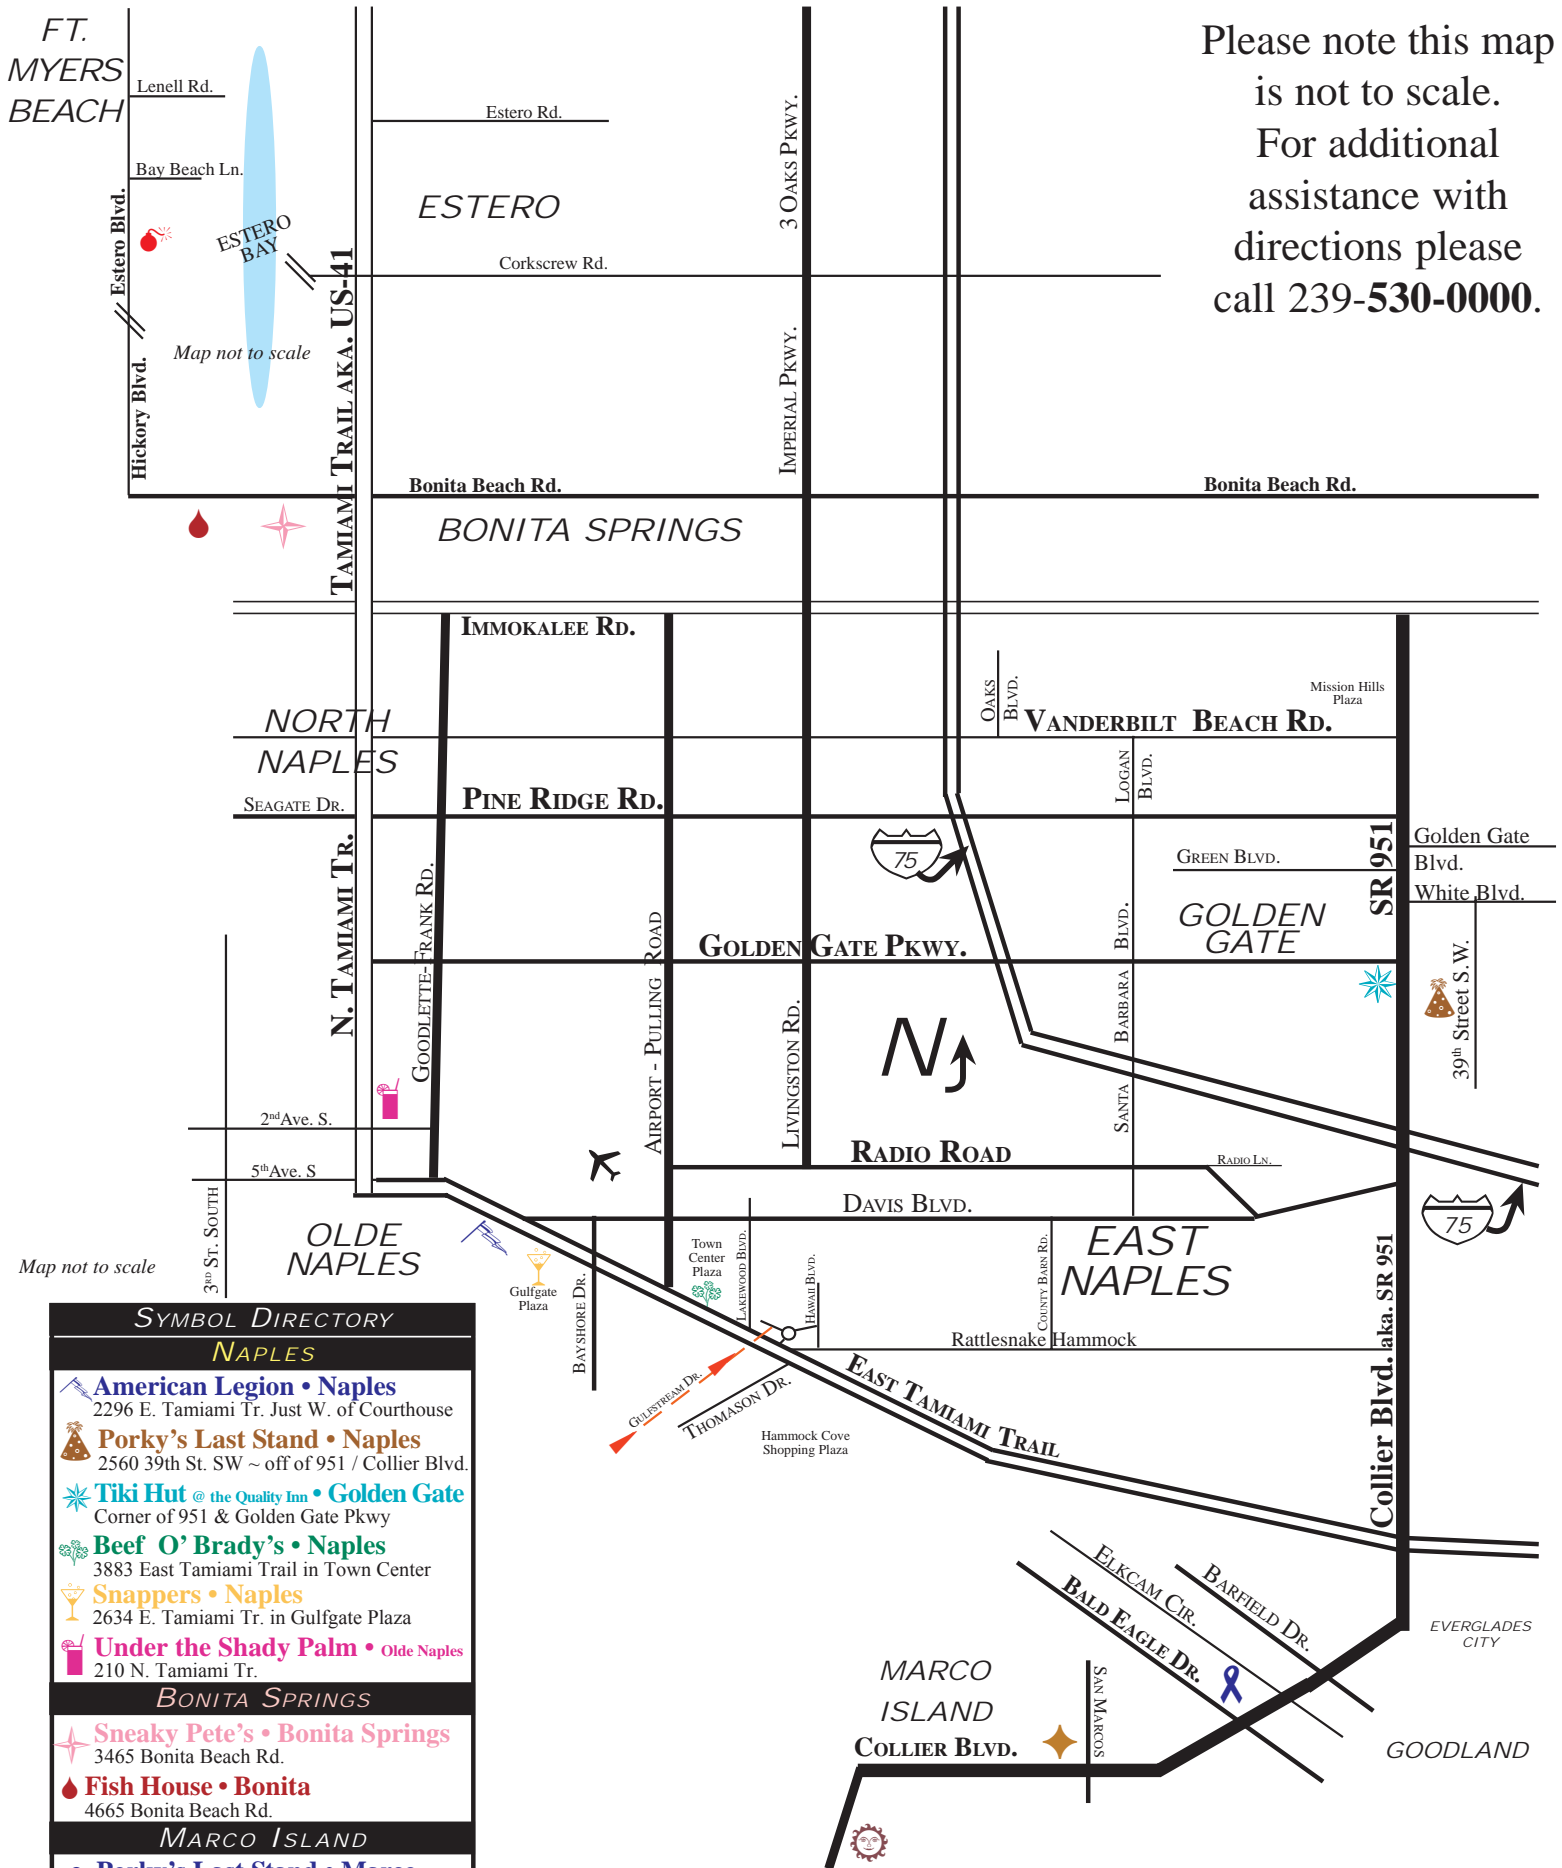 FT.
MYERS
BEACH
Lenell Rd.
Bay Beach Ln.
Estero Blvd.
Hickory Blvd.
ESTERO
BAY
Map not to scale
TAMIAMI TRAIL AKA. US-41
Estero Rd.
ESTERO
Corkscrew Rd.
3 OAKS PKWY.
IMPERIAL PKWY.
Please note this map
is not to scale.
For additional
assistance with
directions please
call 239-530-0000.
Bonita Beach Rd.
Bonita Beach Rd.
BONITA SPRINGS
IMMOKALEE RD.
OAKS
BLVD.
Mission Hills
Plaza
VANDERBILT BEACH RD.
NORTH
NAPLES
LOGAN
BLVD.
SEAGATE DR.
PINE RIDGE RD.
75
GREEN BLVD.
SR 951
Golden Gate
Blvd.
White Blvd.
N. TAMIAMI TR.
GOODLETTE-FRANK RD.
AIRPORT - PULLING ROAD
GOLDEN GATE PKWY.
GOLDEN
GATE
SANTA BARBARA BLVD.
LIVINGSTON RD.
N
39th Street S.W.
2nd Ave. S.
5th Ave. S
3RD ST. SOUTH
RADIO ROAD
RADIO LN.
DAVIS BLVD.
75
OLDE
NAPLES
Map not to scale
Gulfgate
Plaza
BAYSHORE DR.
Town
Center
Plaza
LAKEWOOD BLVD.
HAWAII BLVD.
COUNTY BARN RD.
EAST
NAPLES
Rattlesnake Hammock
GULFSTREAM DR.
THOMASON DR.
Hammock Cove
Shopping Plaza
EAST TAMIAMI TRAIL
Collier Blvd. aka. SR 951
ELKCAM CIR.
BARFIELD DR.
BALD EAGLE DR.
EVERGLADES
CITY
MARCO
ISLAND
COLLIER BLVD.
SAN MARCOS
GOODLAND
SYMBOL DIRECTORY
NAPLES
American Legion • Naples
2296 E. Tamiami Tr. Just W. of Courthouse
Porky's Last Stand • Naples
2560 39th St. SW ~ off of 951 / Collier Blvd.
Tiki Hut @ the Quality Inn • Golden Gate
Corner of 951 & Golden Gate Pkwy
Beef O' Brady's • Naples
3883 East Tamiami Trail in Town Center
Snappers • Naples
2634 E. Tamiami Tr. in Gulfgate Plaza
Under the Shady Palm • Olde Naples
210 N. Tamiami Tr.
BONITA SPRINGS
Sneaky Pete's • Bonita Springs
3465 Bonita Beach Rd.
Fish House • Bonita
4665 Bonita Beach Rd.
MARCO ISLAND
Porky's Last Stand • Marco